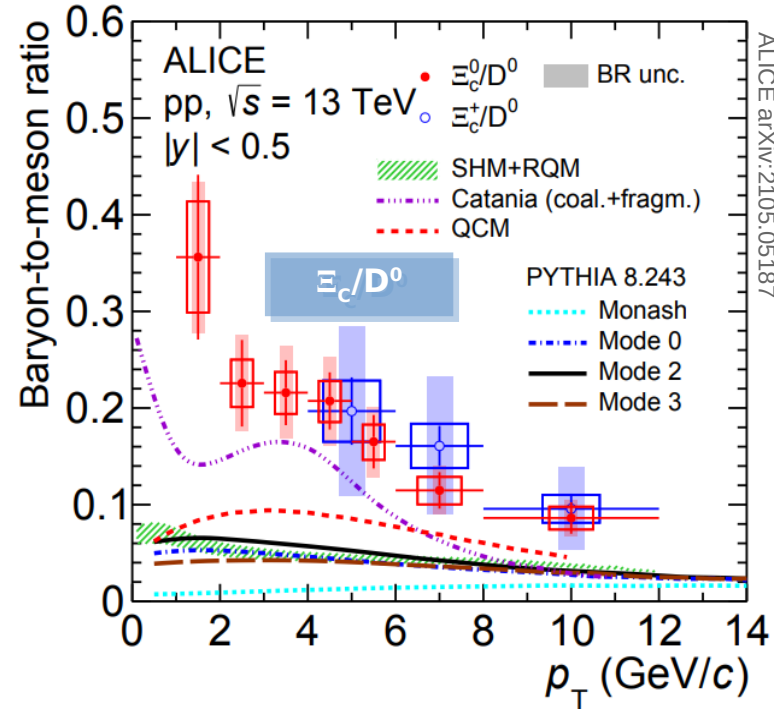 ALICE
pp, √s = 13 TeV
|y| < 0.5
Ξc⁰/D⁰
Ξc⁺/D⁰
BR unc.
SHM+RQM
Catania (coal.+fragm.)
QCM
Ξc/D⁰
PYTHIA 8.243
Monash
Mode 0
Mode 2
Mode 3
Baryon-to-meson ratio
0.6
0.5
0.4
0.3
0.2
0.1
0
0 2 4 6 8 10 12 14
pT (GeV/c)
ALICE arXiv:2105.05187